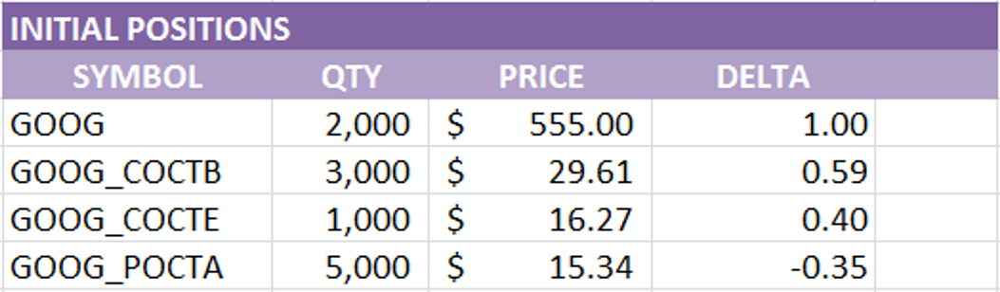 INITIAL POSITIONS
SYMBOL QTY PRICE DELTA
GOOG 2,000 $ 555.00 1.00
GOOG_COCTB 3,000 $ 29.61 0.59
GOOG_COCTE 1,000 $ 16.27 0.40
GOOG_POCTA 5,000 $ 15.34 -0.35